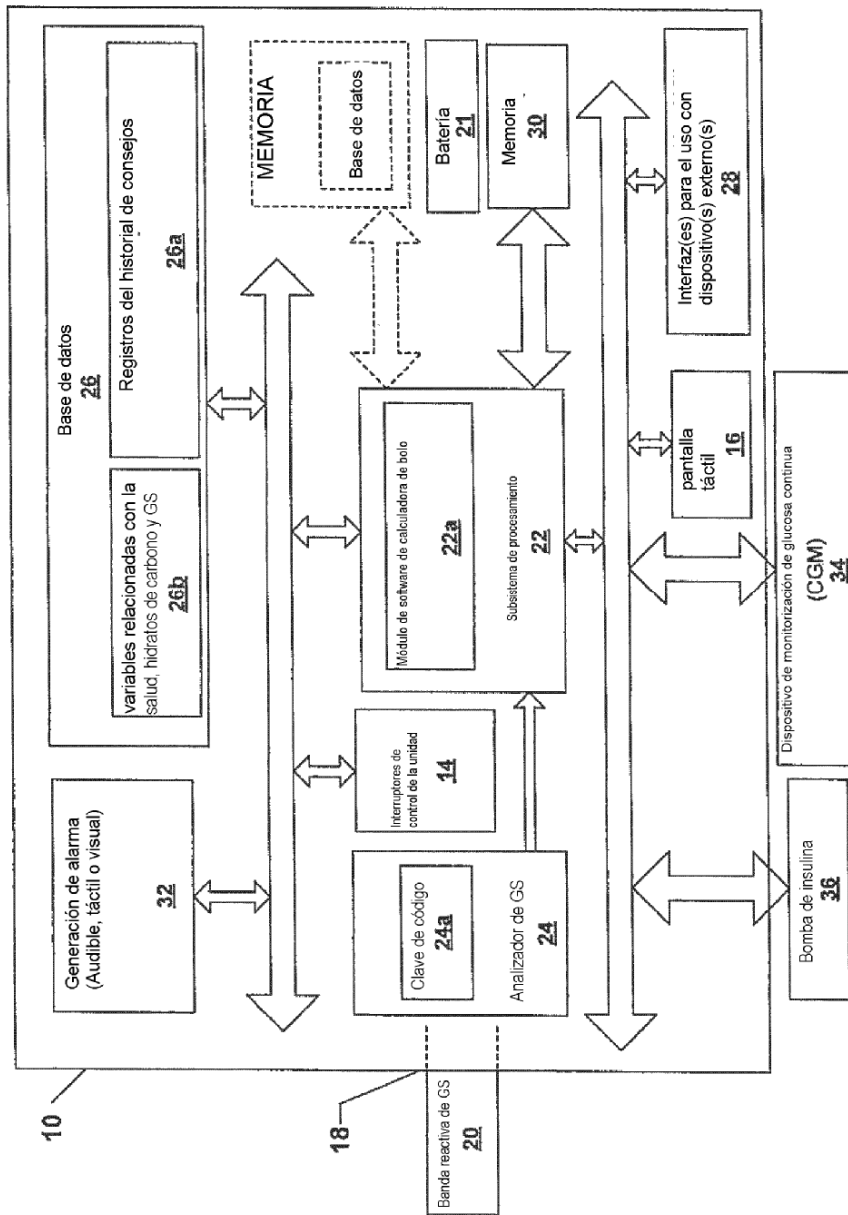 10
Generación de alarma
(Audible, táctil o visual)
32
Base de datos
26
variables relacionadas con la
salud, hidratos de carbono y GS
26b
Registros del historial de consejos
26a
MEMORIA
Base de datos
Batería
21
Memoria
30
18
Banda reactiva de GS
20
Clave de código
24a
Analizador de GS
24
Interruptores de
control de la unidad
14
Módulo de software de calculadora de bolo
22a
Subsistema de procesamiento
22
pantalla
táctil
16
Interfaz(es) para el uso con
dispositivo(s) externo(s)
28
Bomba de insulina
36
Dispositivo de monitorización de glucosa continua
(CGM)
34